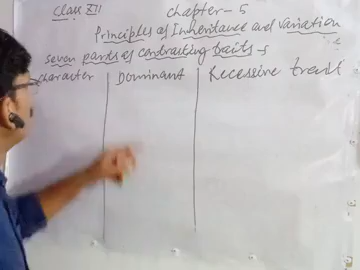 Class XII chapter-5
Principles of Inheritance and Variation
seven pairs of contrasting traits-s
character Dominant Recessive trait